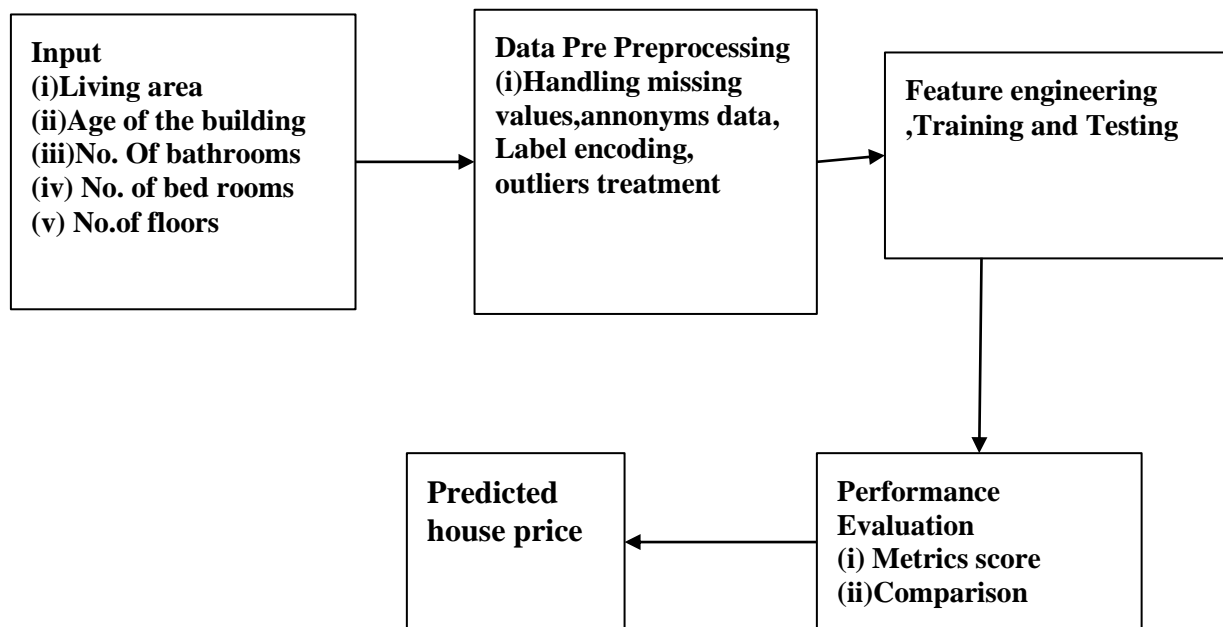 Input
(i)Living area
(ii)Age of the building
(iii)No. Of bathrooms
(iv) No. of bed rooms
(v) No.of floors
Data Pre Preprocessing
(i)Handling missing
values,annonyms data,
Label encoding,
outliers treatment
Feature engineering
,Training and Testing
Performance
Evaluation
(i) Metrics score
(ii)Comparison
Predicted
house price